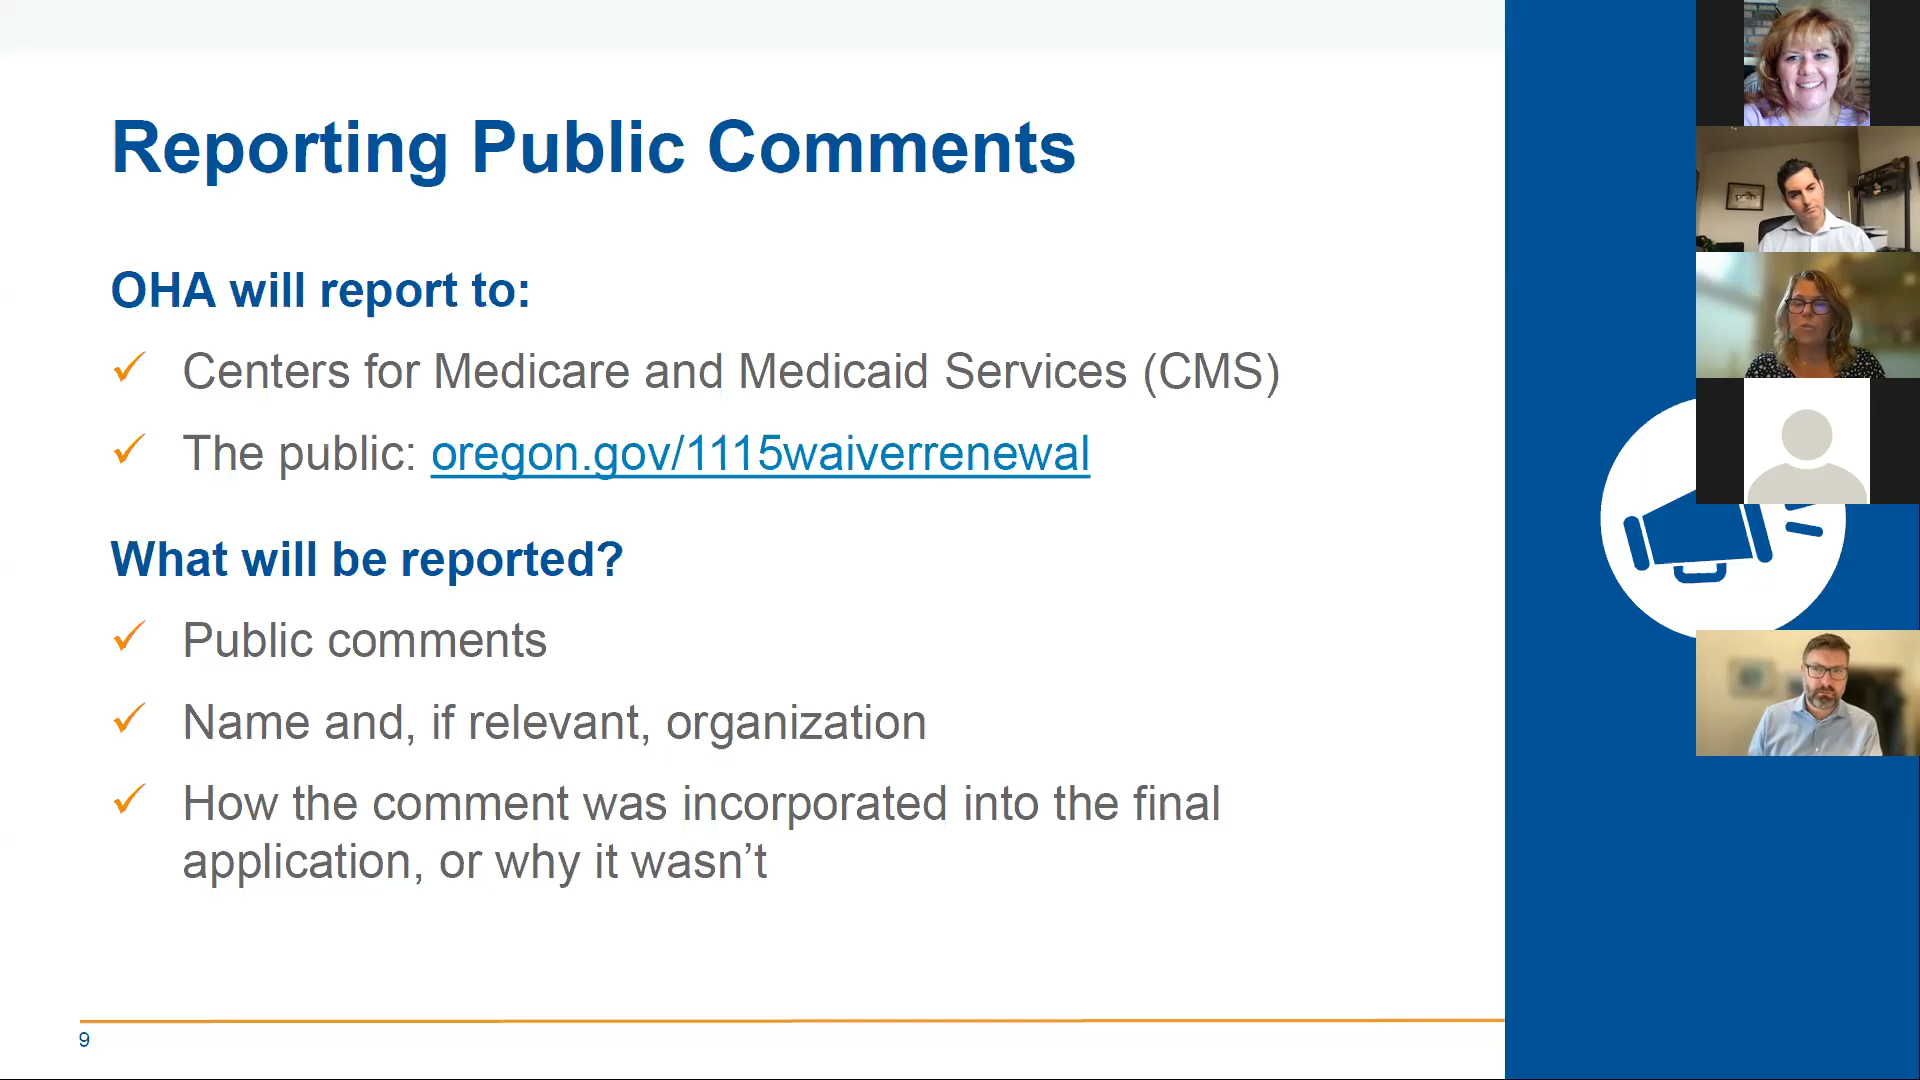 Reporting Public Comments
OHA will report to:
Centers for Medicare and Medicaid Services (CMS)
The public: oregon.gov/1115waiverrenewal
What will be reported?
Public comments
Name and, if relevant, organization
How the comment was incorporated into the final
application, or why it wasn’t
9